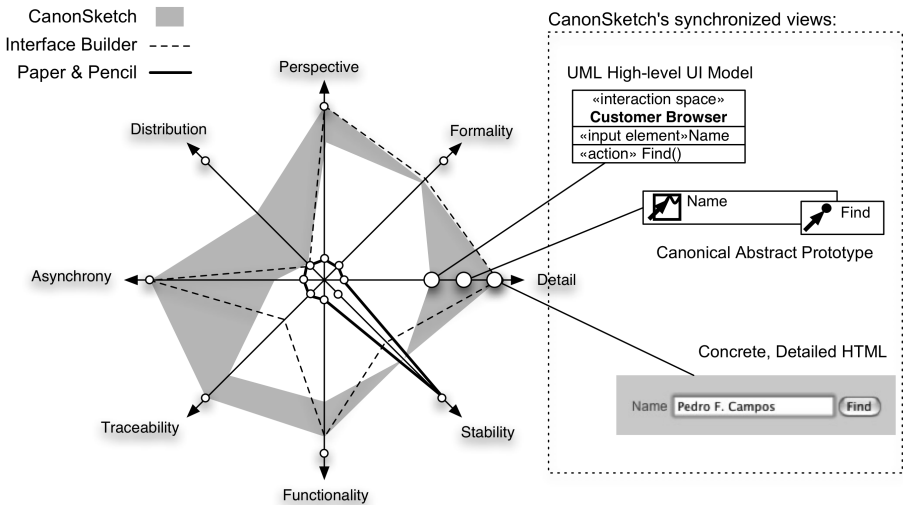 CanonSketch
Interface Builder
Paper & Pencil
Perspective
Distribution
Formality
Asynchrony
Detail
Traceability
Stability
Functionality
CanonSketch's synchronized views:
UML High-level UI Model
«interaction space»
Customer Browser
«input element»Name
«action» Find()
Name
Find
Canonical Abstract Prototype
Concrete, Detailed HTML
Name Pedro F. Campos Find